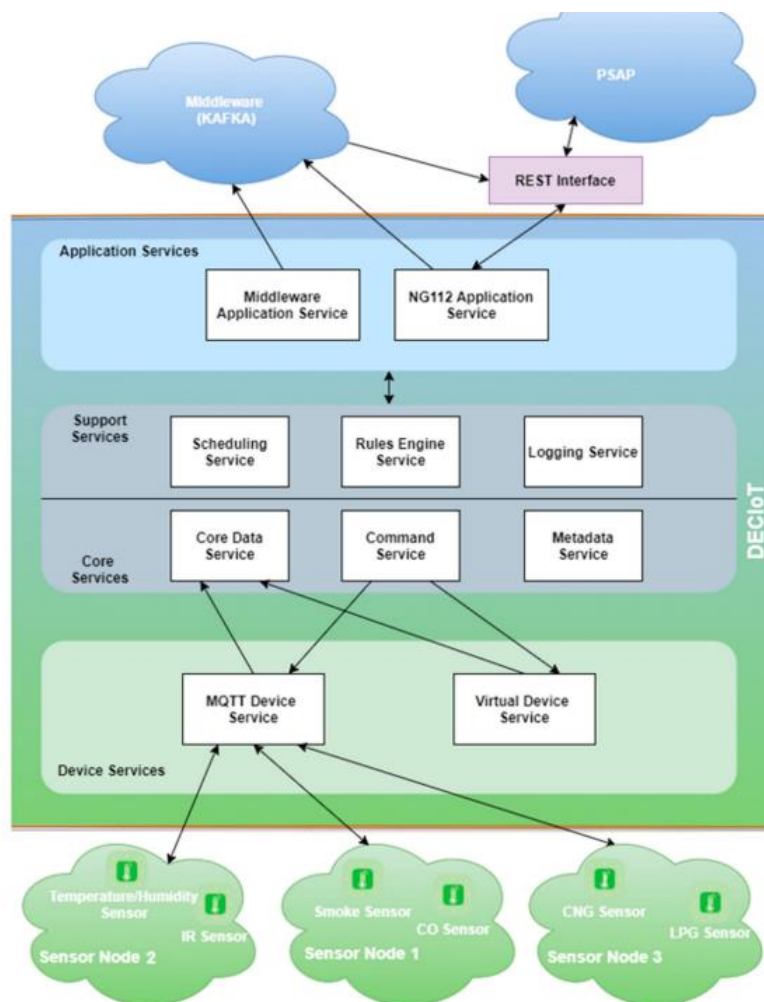 Middleware
(KAFKA)
PSAP
REST Interface
Application Services
Middleware
Application Service
NG112 Application
Service
Support
Services
Scheduling
Service
Rules Engine
Service
Logging Service
Core Data
Service
Command
Service
Metadata
Service
Core
Services
DECIoT
MQTT Device
Service
Virtual Device
Service
Device Services
Temperature/Humidity
Sensor
IR Sensor
Sensor Node 2
Smoke Sensor
CO Sensor
Sensor Node 1
CNG Sensor
LPG Sensor
Sensor Node 3